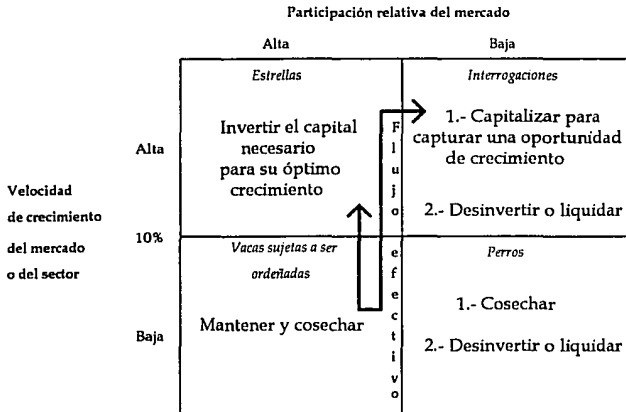 Participación relativa del mercado
Alta
Baja
Estrellas
Interrogaciones
Invertir el capital
necesario
para su óptimo
crecimiento
1.- Capitalizar para
capturar una oportunidad
de crecimiento
2.- Desinvertir o liquidar
Alta
Velocidad
de crecimiento
del mercado
o del sector
10%
Flujo efectivo
Vacas sujetas a ser
ordeñadas
Perros
Mantener y cosechar
1.- Cosechar
2.- Desinvertir o liquidar
Baja